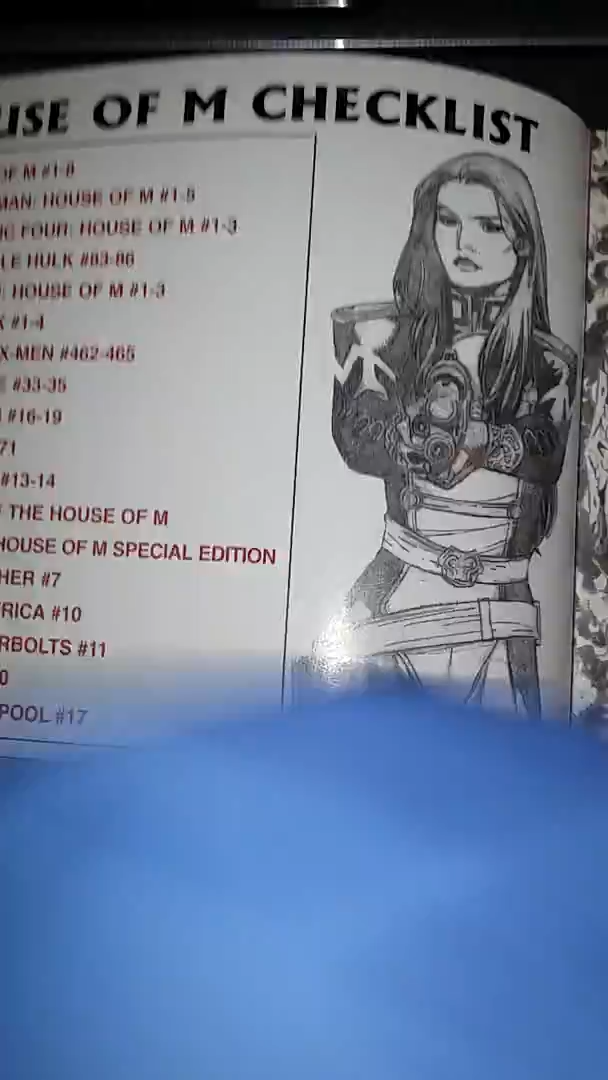 USE OF M CHECKLIST
OF M #1-8
MAN: HOUSE OF M #1-5
IC FOUR: HOUSE OF M #1-3
LE HULK #83-86
: HOUSE OF M #1-3
K #1-4
X-MEN #462-465
E #33-35
#16-19
71
#13-14
F THE HOUSE OF M
HOUSE OF M SPECIAL EDITION
HER #7
RICA #10
RBOLTS #11
0
POOL #17